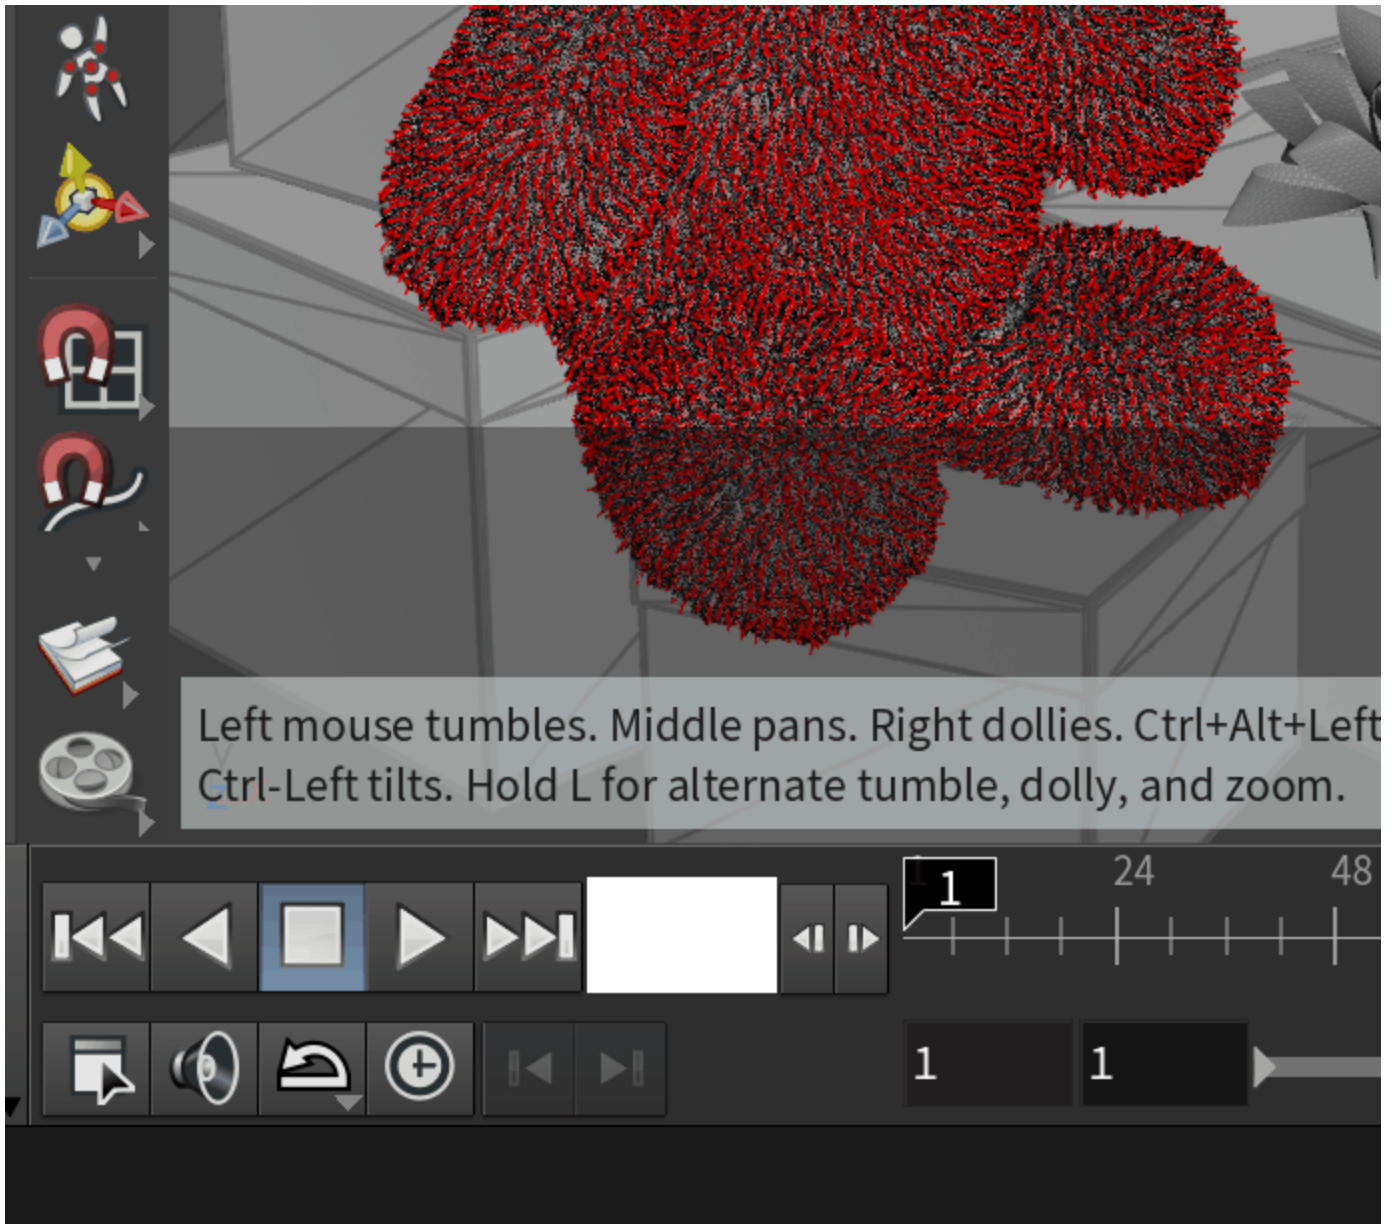 Left mouse tumbles. Middle pans. Right dollies. Ctrl+Alt+Left
Ctrl-Left tilts. Hold L for alternate tumble, dolly, and zoom.
1 24 48
1 1